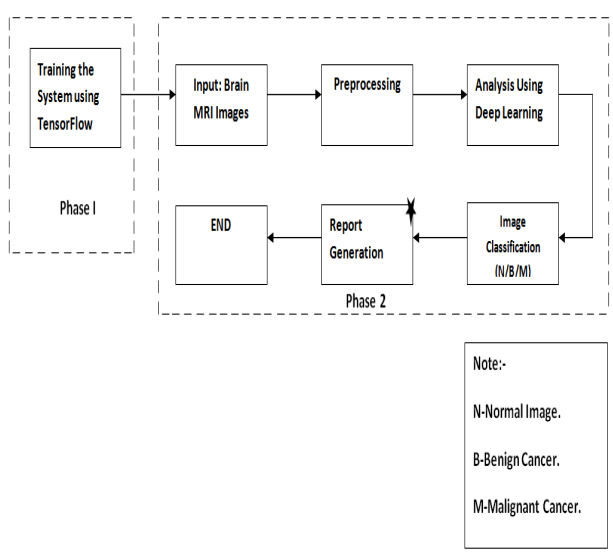 Training the
System using
TensorFlow
Phase I
Input: Brain
MRI Images
Preprocessing
Analysis Using
Deep Learning
Image
Classification
(N/B/M)
Report
Generation
END
Phase 2
Note:-
N-Normal Image.
B-Benign Cancer.
M-Malignant Cancer.